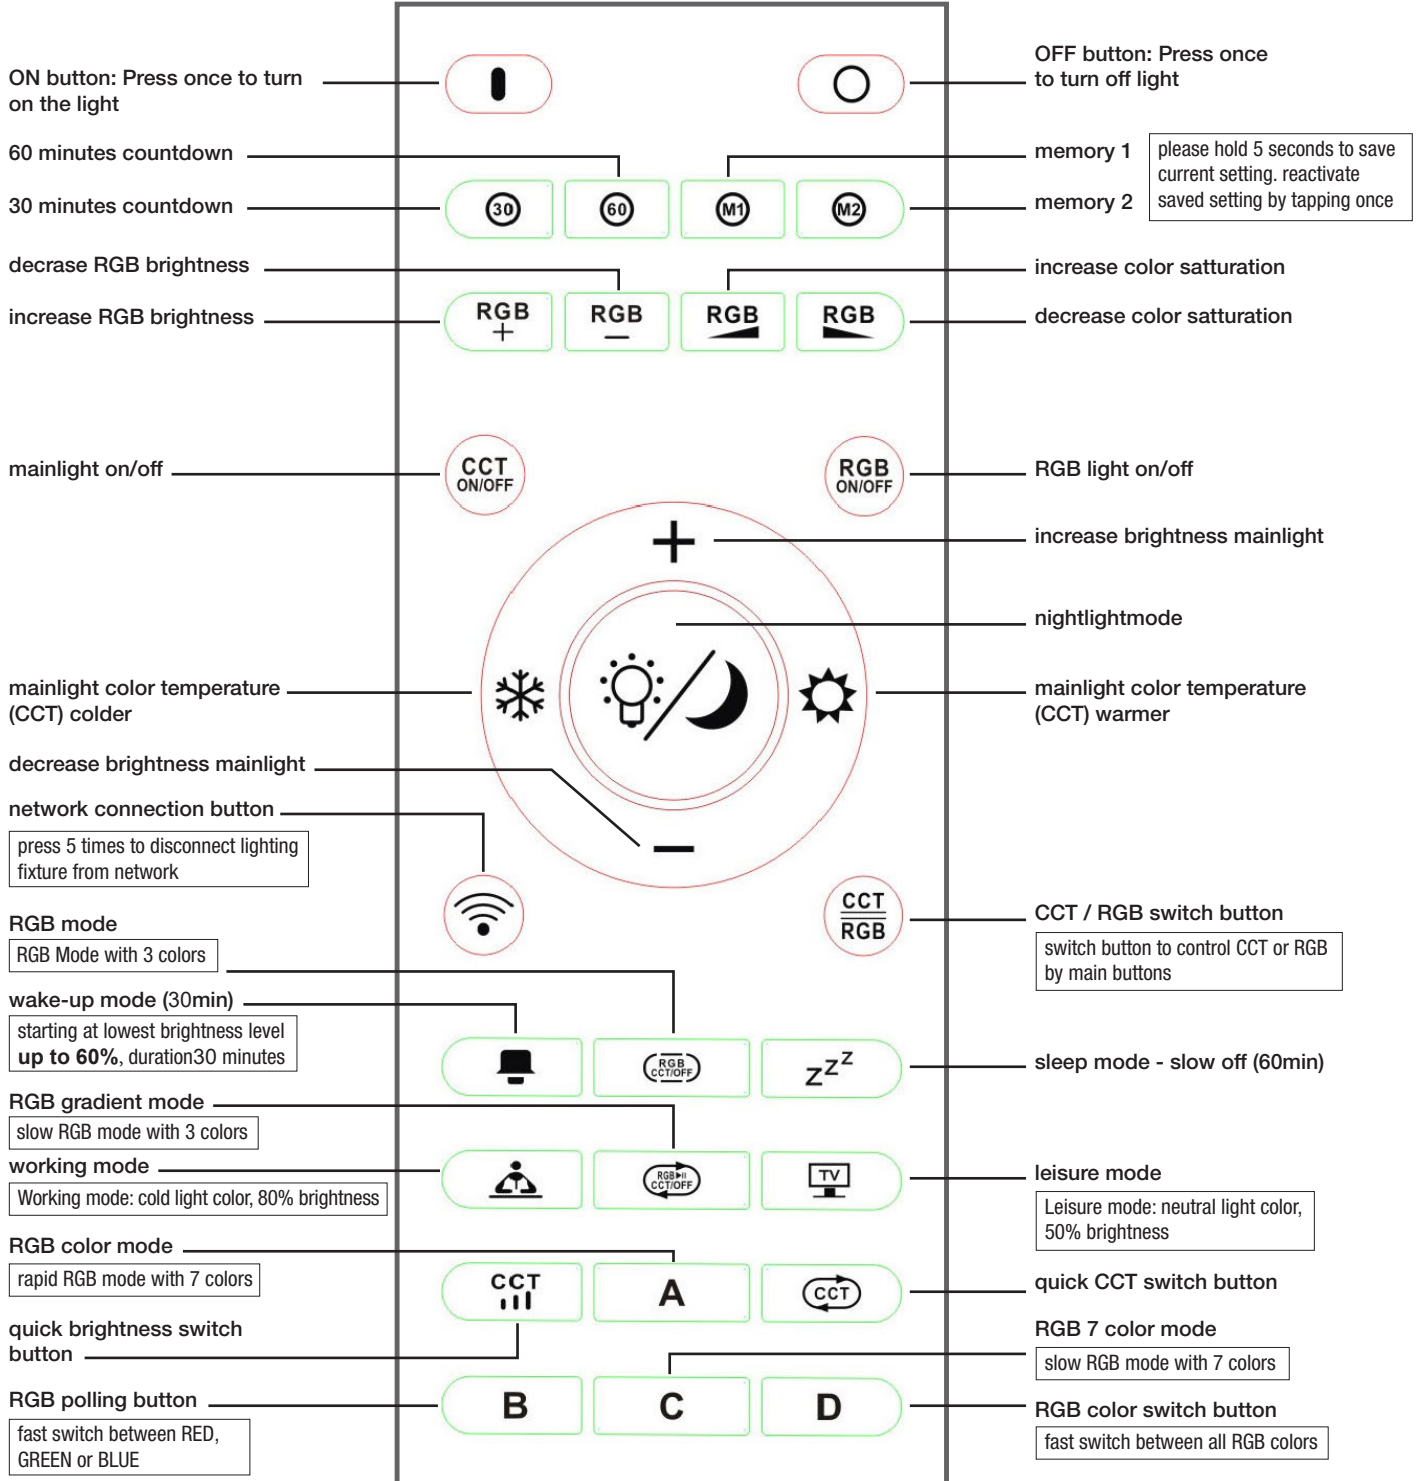 ON button: Press once to turn
on the light
OFF button: Press once
to turn off light
60 minutes countdown
30 minutes countdown
memory 1
memory 2
please hold 5 seconds to save
current setting. reactivate
saved setting by tapping once
30
60
M1
M2
decrase RGB brightness
increase RGB brightness
increase color satturation
decrease color satturation
RGB
+
RGB
−
RGB
RGB
mainlight on/off
CCT
ON/OFF
RGB
ON/OFF
RGB light on/off
+
increase brightness mainlight
nightlightmode
mainlight color temperature
(CCT) colder
mainlight color temperature
(CCT) warmer
decrease brightness mainlight
−
network connection button
press 5 times to disconnect lighting
fixture from network
CCT
RGB
CCT / RGB switch button
switch button to control CCT or RGB
by main buttons
RGB mode
RGB Mode with 3 colors
wake-up mode (30min)
starting at lowest brightness level
up to 60%, duration30 minutes
RGB
CCT/OFF
zzz
sleep mode - slow off (60min)
RGB gradient mode
slow RGB mode with 3 colors
working mode
Working mode: cold light color, 80% brightness
RGB
CCT/OFF
TV
leisure mode
Leisure mode: neutral light color,
50% brightness
RGB color mode
rapid RGB mode with 7 colors
CCT
A
CCT
quick CCT switch button
quick brightness switch
button
RGB 7 color mode
slow RGB mode with 7 colors
RGB polling button
fast switch between RED,
GREEN or BLUE
B
C
D
RGB color switch button
fast switch between all RGB colors